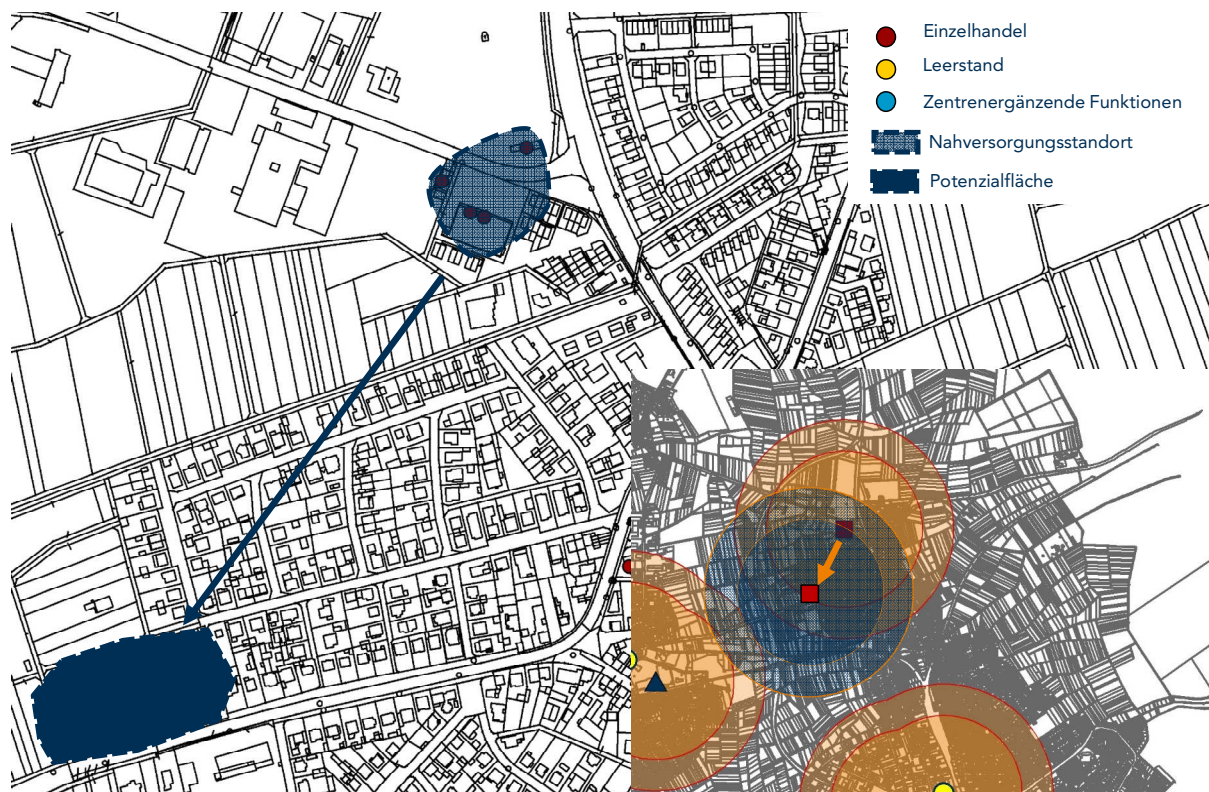 Einzelhandel
Leerstand
Zentrenergänzende Funktionen
Nahversorgungsstandort
Potenzialfläche